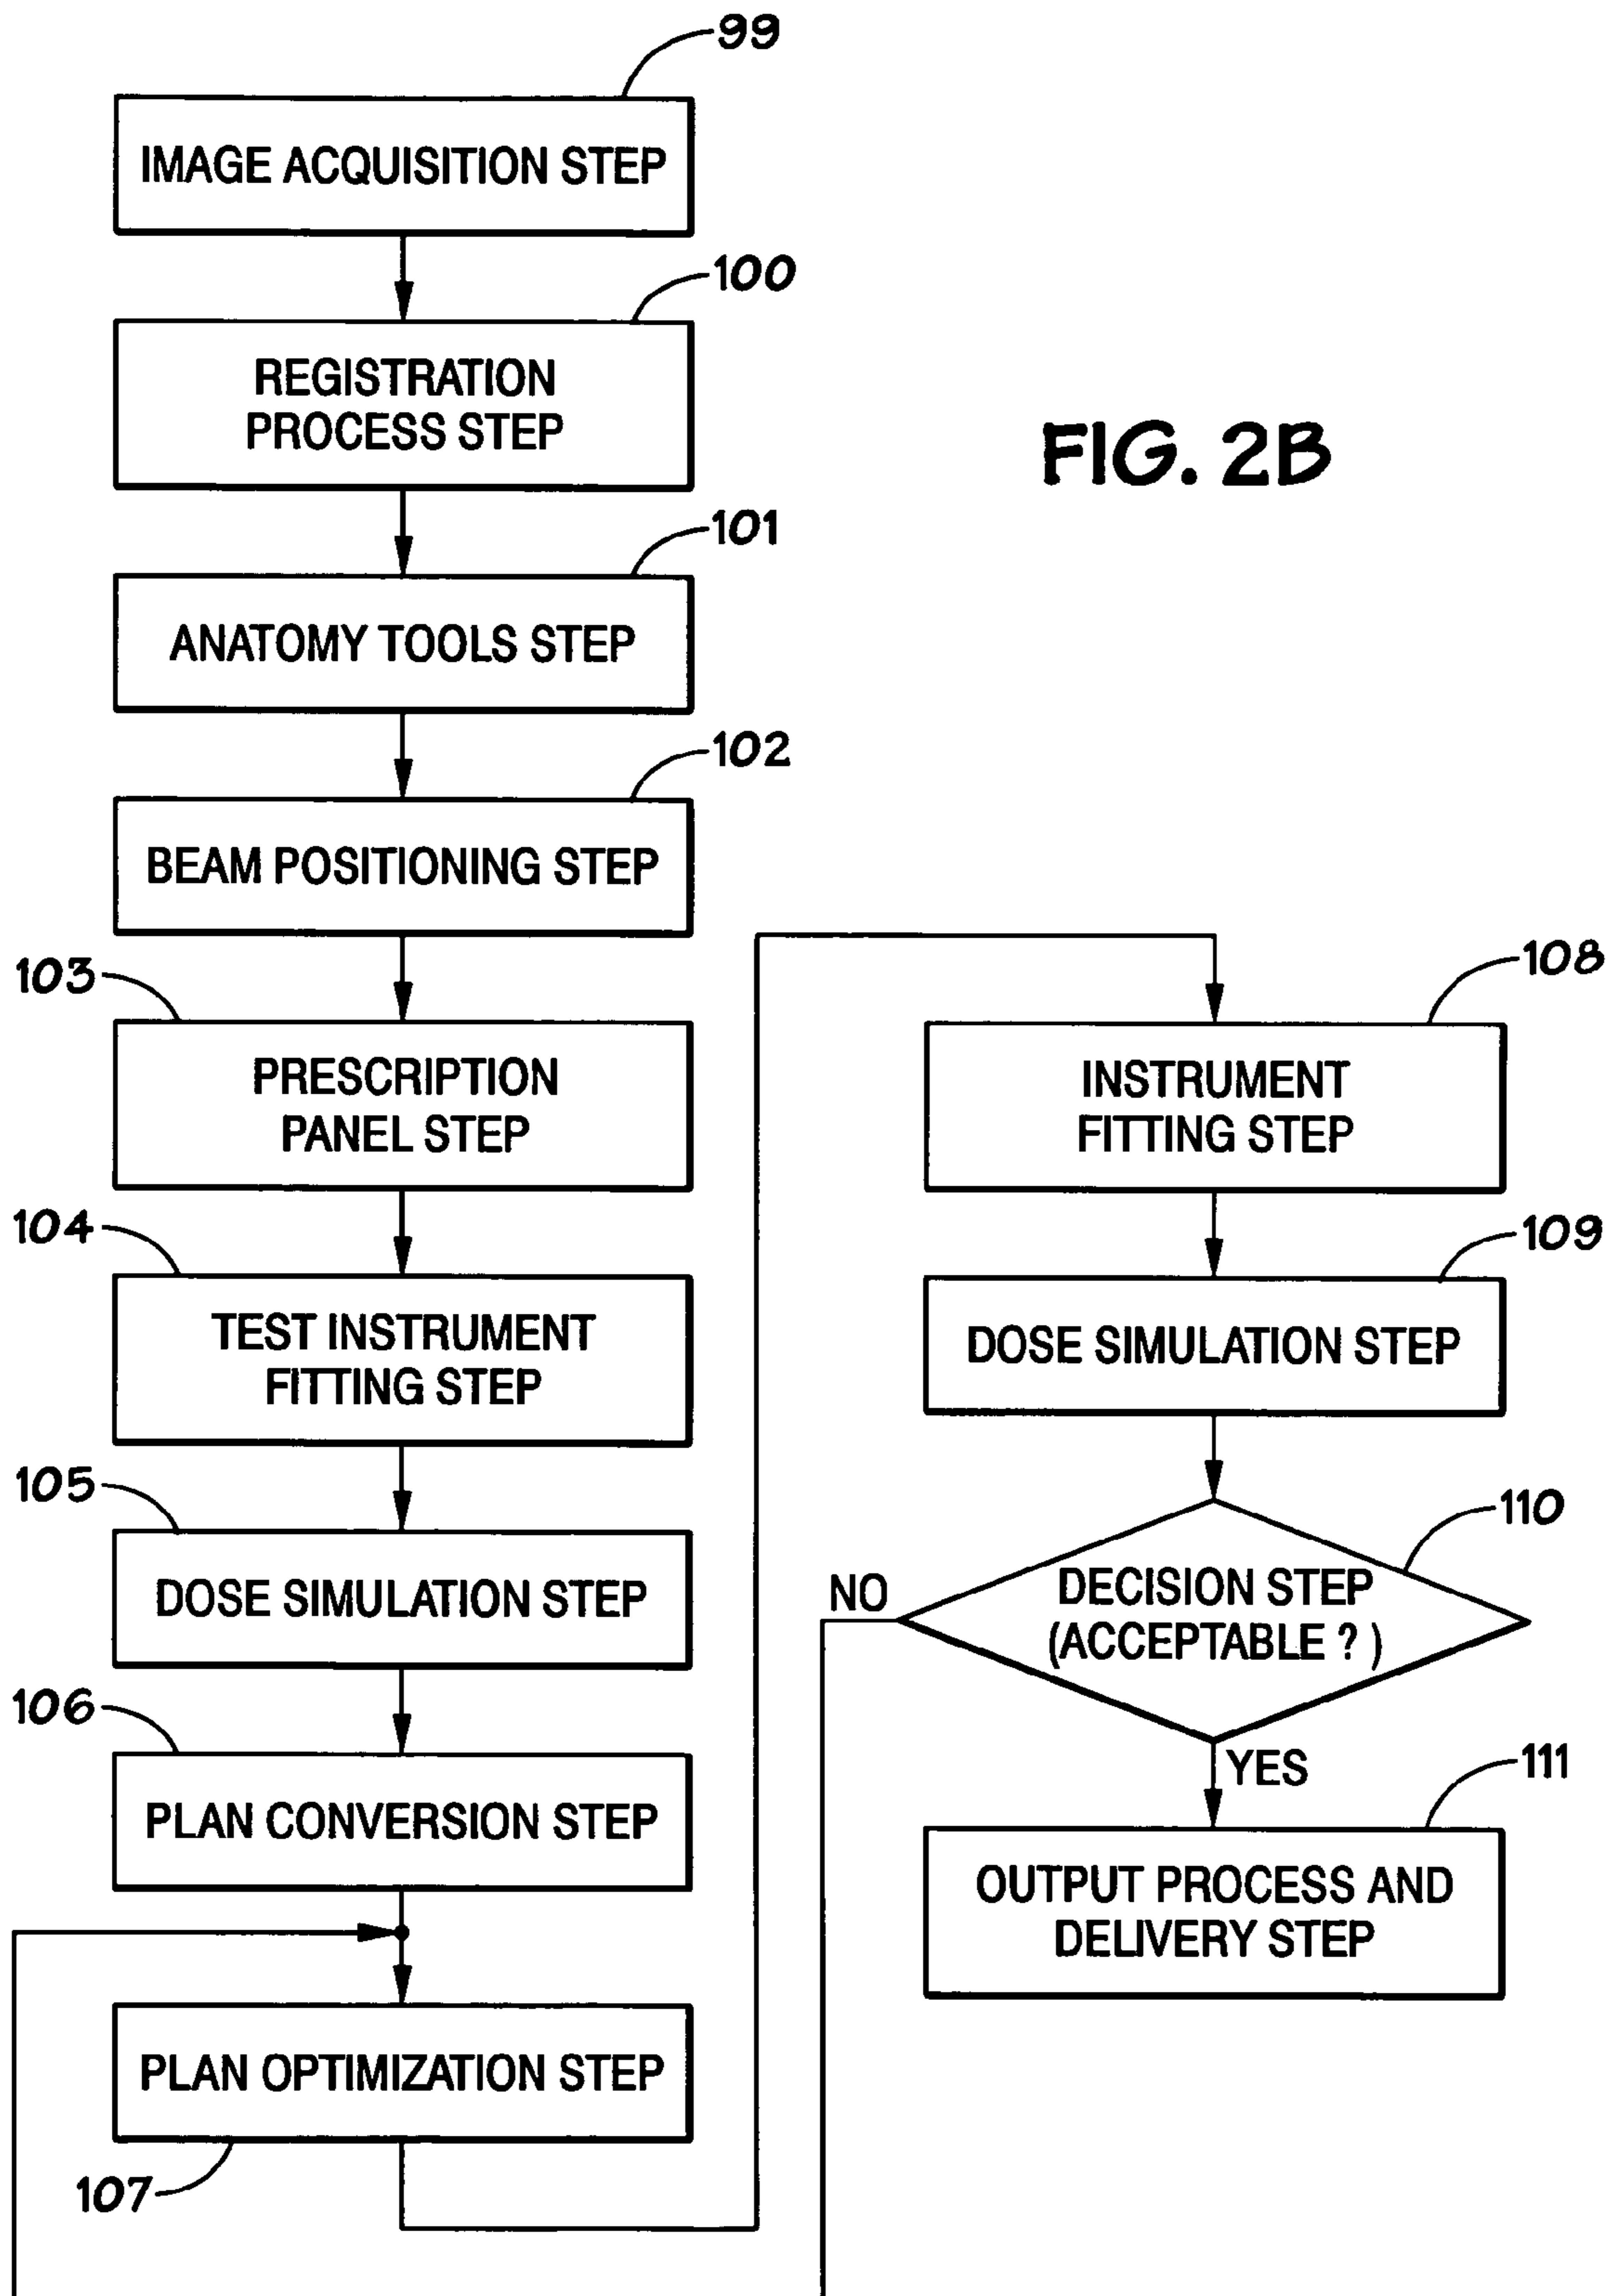 99
IMAGE ACQUISITION STEP
100
REGISTRATION
PROCESS STEP
FIG. 2B
101
ANATOMY TOOLS STEP
102
BEAM POSITIONING STEP
103
PRESCRIPTION
PANEL STEP
104
TEST INSTRUMENT
FITTING STEP
105
DOSE SIMULATION STEP
106
PLAN CONVERSION STEP
PLAN OPTIMIZATION STEP
107
108
INSTRUMENT
FITTING STEP
109
DOSE SIMULATION STEP
110
DECISION STEP
(ACCEPTABLE ? )
NO
YES
111
OUTPUT PROCESS AND
DELIVERY STEP